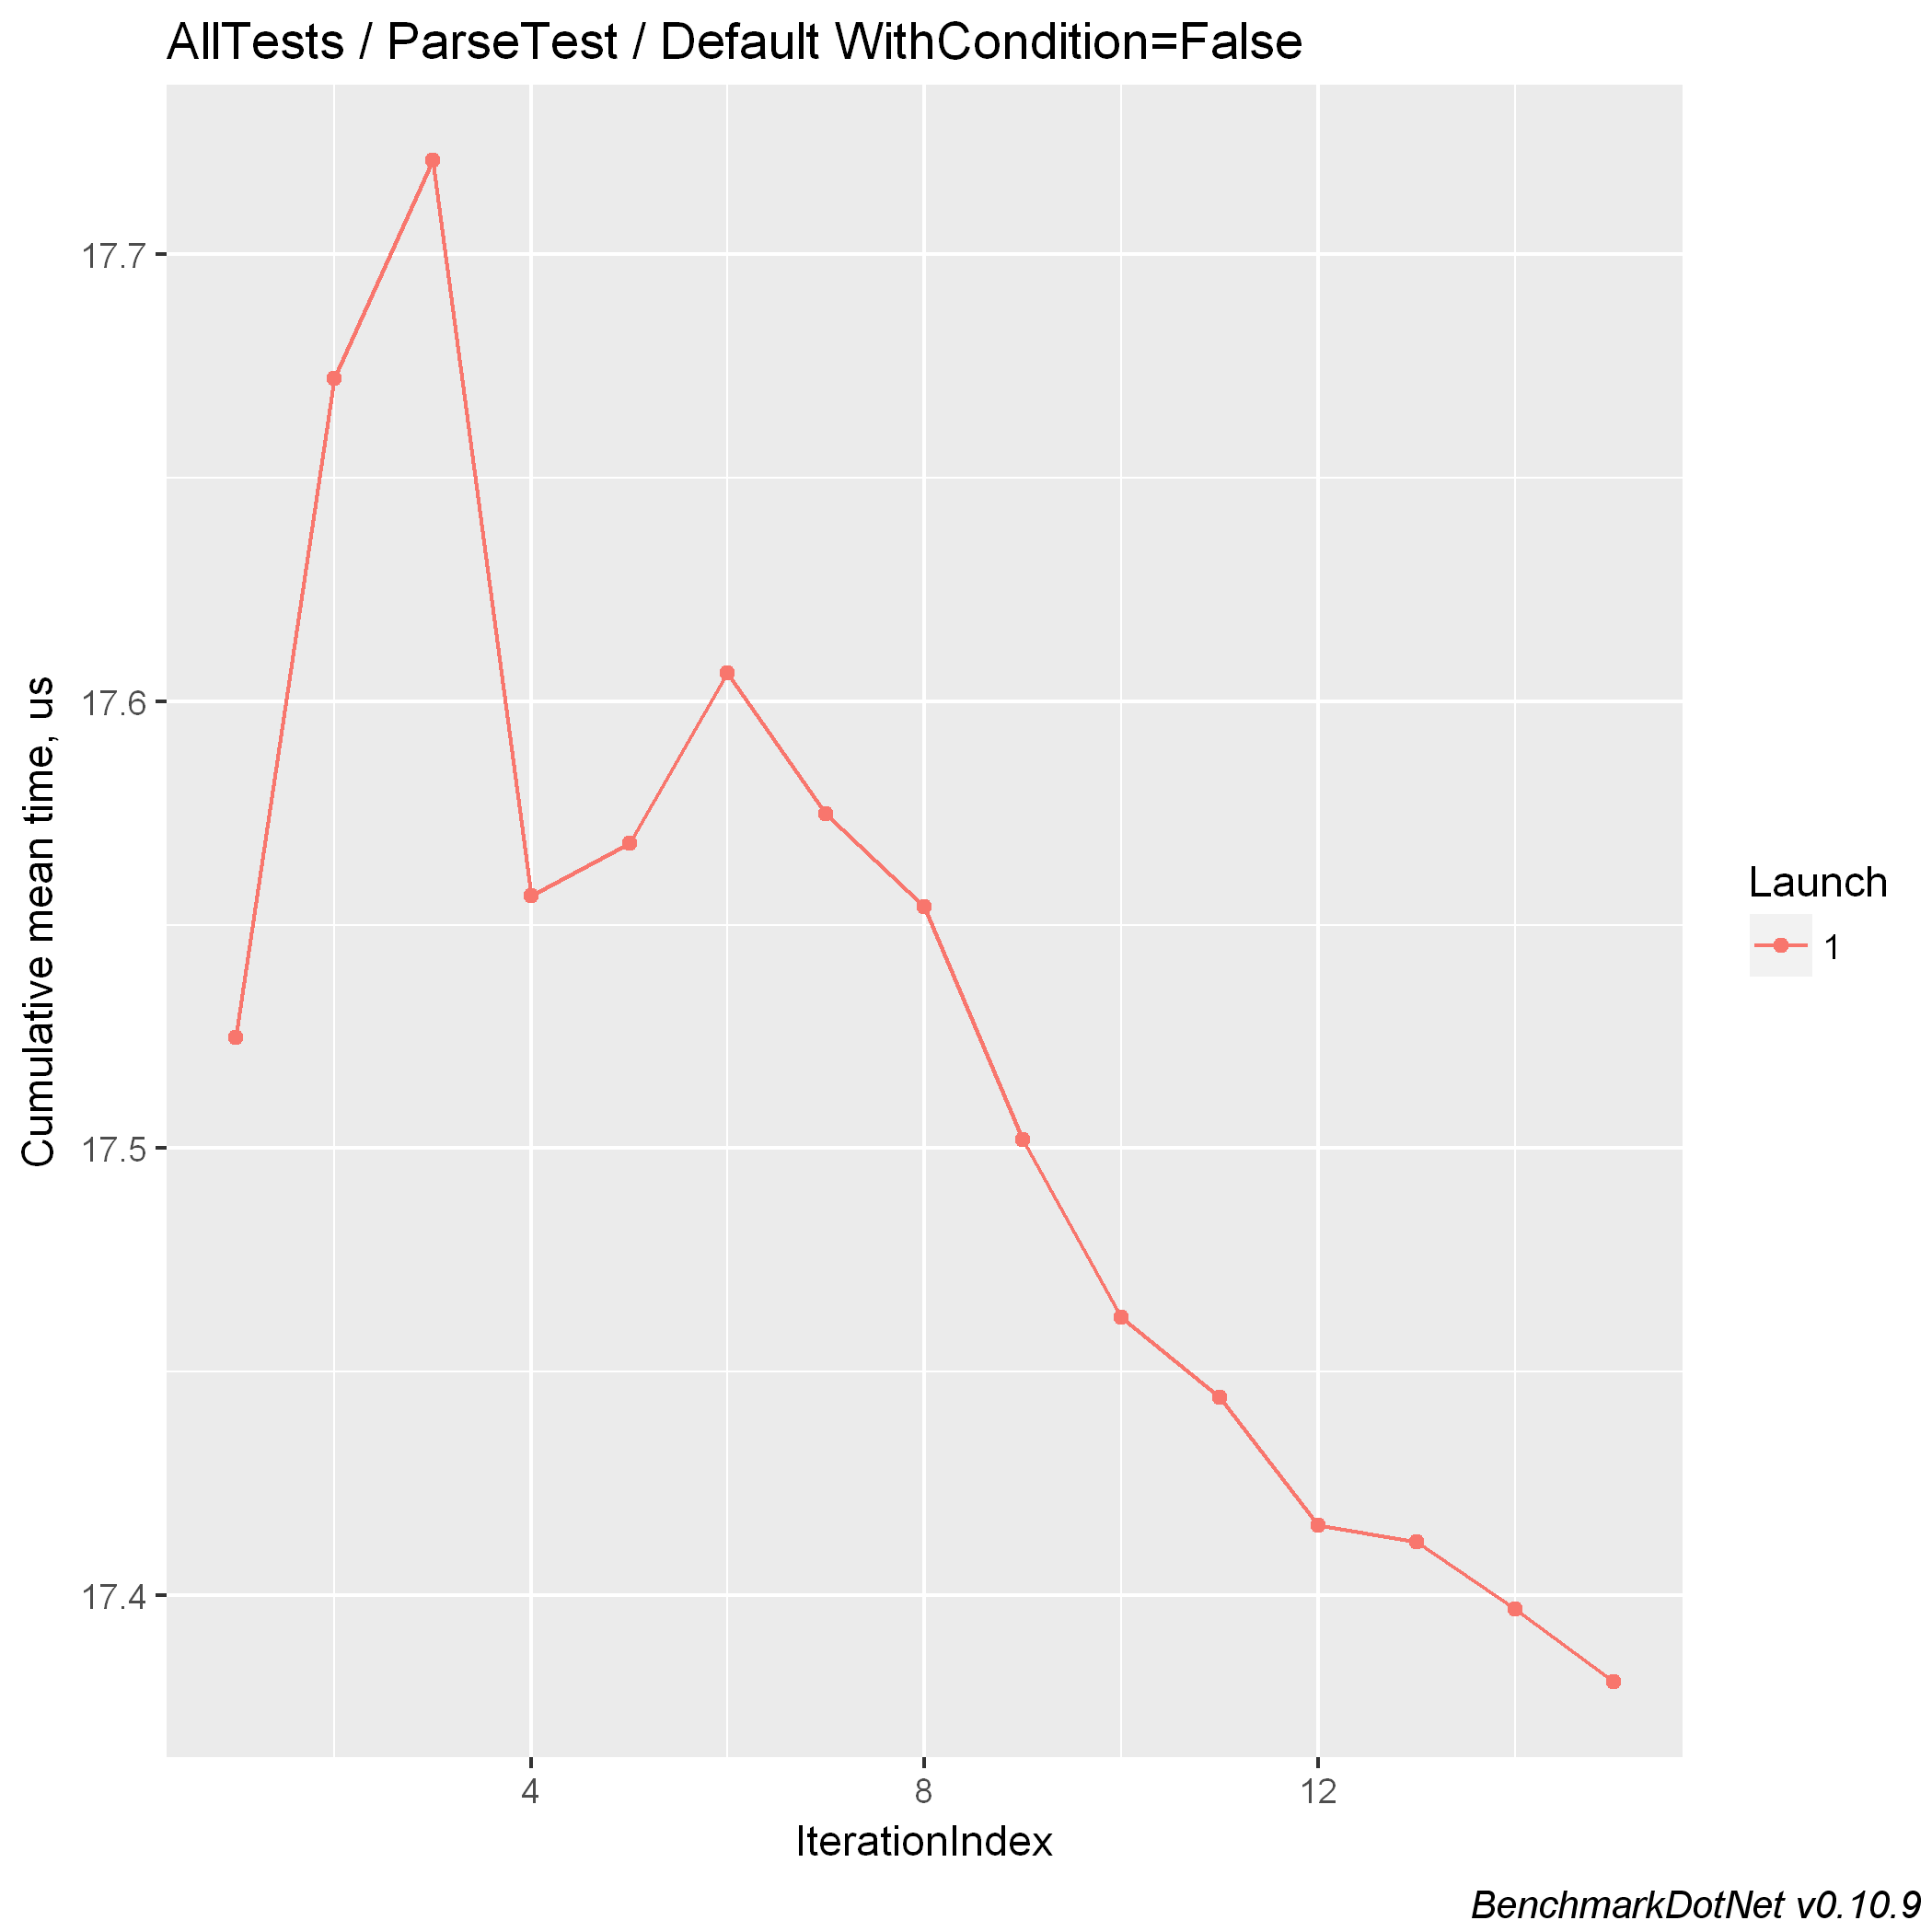 AllTests / ParseTest / Default WithCondition=False
Cumulative mean time, us
17.7
17.6
17.5
17.4
4
8
12
IterationIndex
Launch
1
BenchmarkDotNet v0.10.9